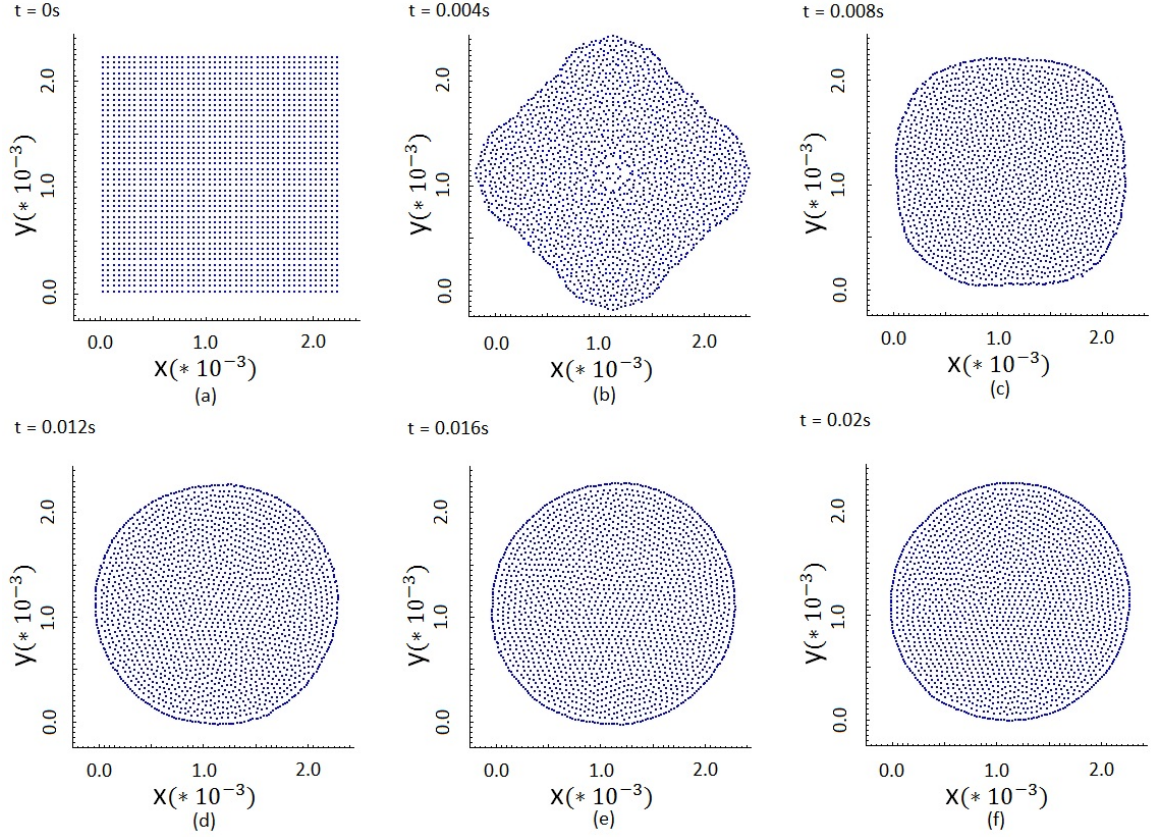 t = 0s
2.0
1.0
0.0
y(* 10⁻³)
0.0 1.0 2.0
x(* 10⁻³)
(a)
t = 0.004s
2.0
1.0
0.0
y(* 10⁻³)
0.0 1.0 2.0
x(* 10⁻³)
(b)
t = 0.008s
2.0
1.0
0.0
y(* 10⁻³)
0.0 1.0 2.0
x(* 10⁻³)
(c)
t = 0.012s
2.0
1.0
0.0
y(* 10⁻³)
0.0 1.0 2.0
x(* 10⁻³)
(d)
t = 0.016s
2.0
1.0
0.0
y(* 10⁻³)
0.0 1.0 2.0
x(* 10⁻³)
(e)
t = 0.02s
2.0
1.0
0.0
y(* 10⁻³)
0.0 1.0 2.0
x(* 10⁻³)
(f)